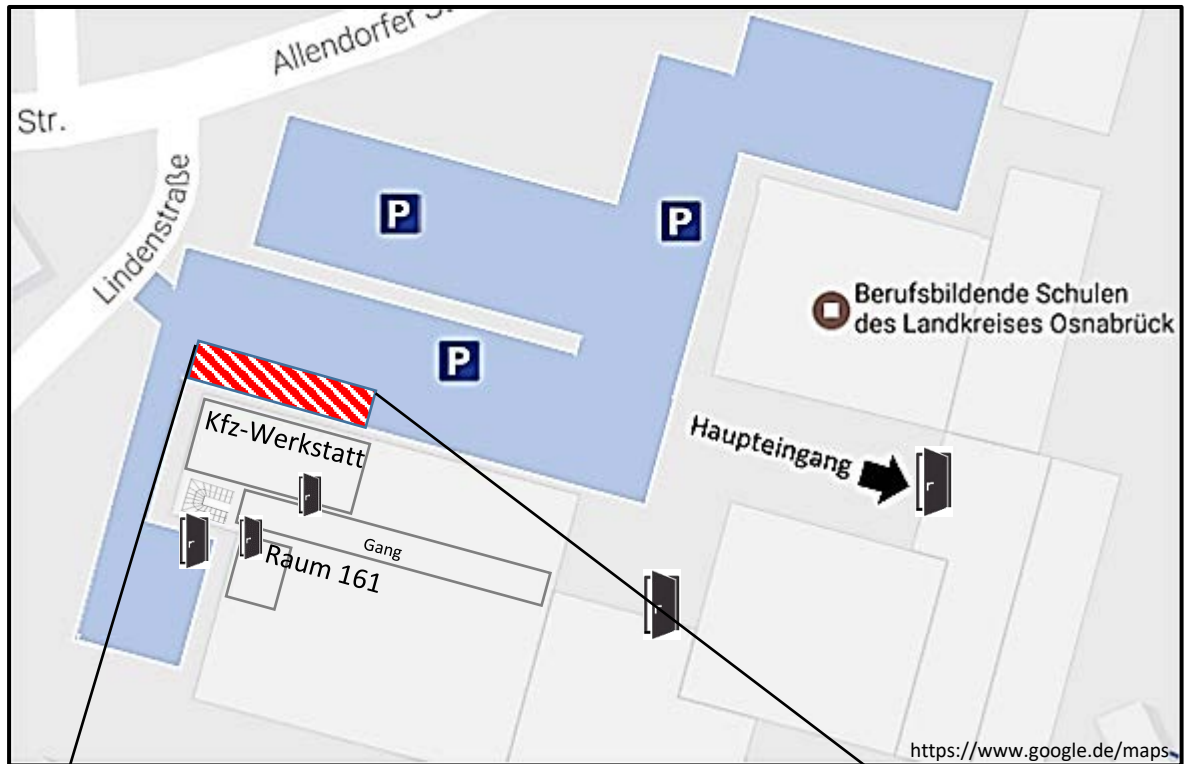 Allendorfer
Str.
Lindenstraße
P
P
P
Berufsbildende Schulen
des Landkreises Osnabrück
Kfz-Werkstatt
Haupteingang
Gang
Raum 161
https://www.google.de/maps